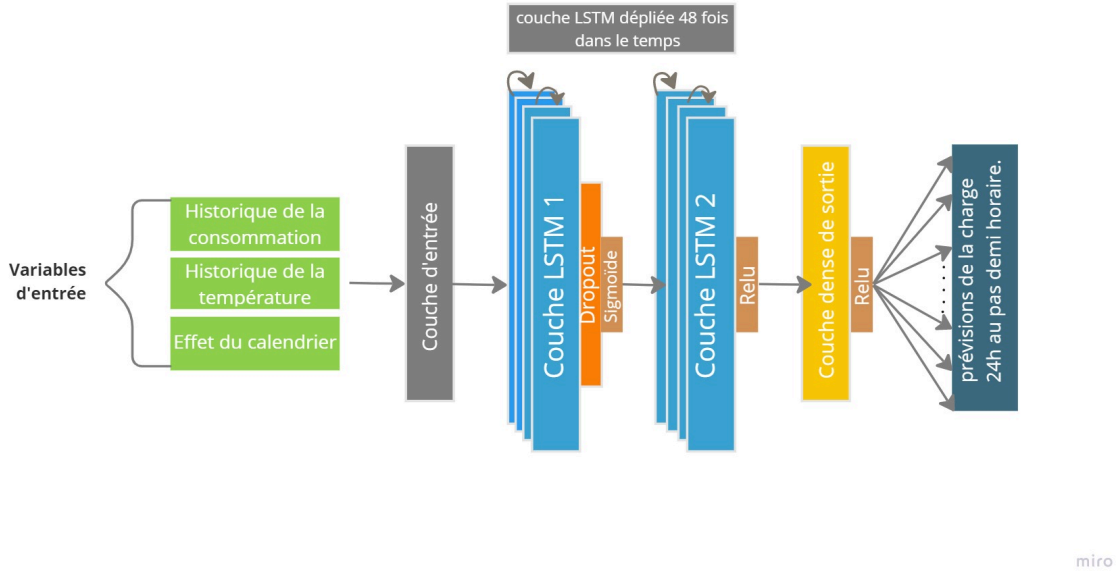 couche LSTM dépliée 48 fois
dans le temps
Variables
d'entrée
Historique de la
consommation
Historique de la
température
Effet du calendrier
Couche d'entrée
Couche LSTM 1
Dropout
Sigmoïde
Couche LSTM 2
Relu
Couche dense de sortie
Relu
prévisions de la charge
24h au pas demi horaire.
miro